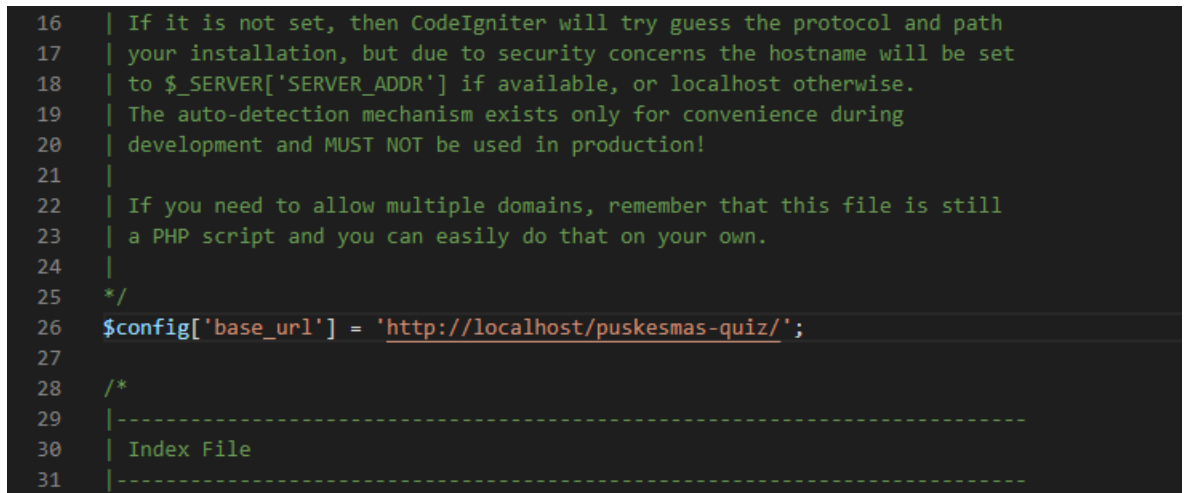 16 | If it is not set, then CodeIgniter will try guess the protocol and path
17 | your installation, but due to security concerns the hostname will be set
18 | to $_SERVER['SERVER_ADDR'] if available, or localhost otherwise.
19 | The auto-detection mechanism exists only for convenience during
20 | development and MUST NOT be used in production!
21 |
22 | If you need to allow multiple domains, remember that this file is still
23 | a PHP script and you can easily do that on your own.
24 |
25 */
26 $config['base_url'] = 'http://localhost/puskesmas-quiz/';
27
28 /*
29 |--------------------------------------------------------------------------
30 | Index File
31 |--------------------------------------------------------------------------